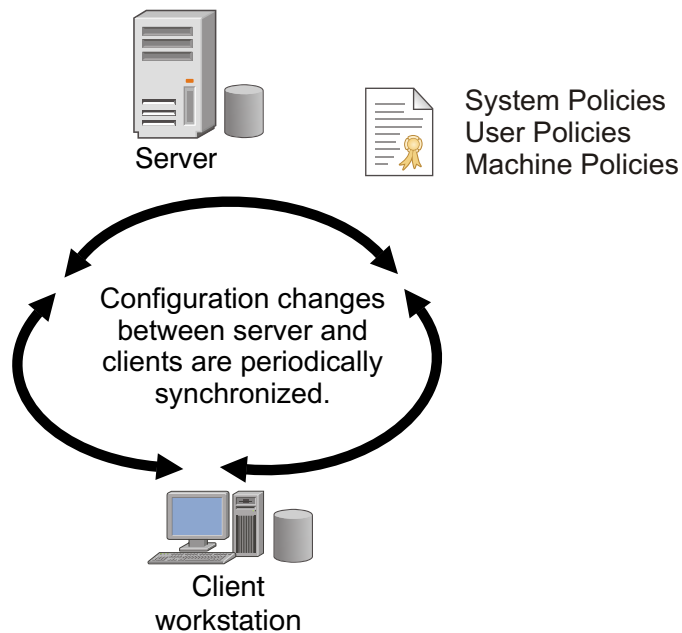 Server
System Policies
User Policies
Machine Policies
Configuration changes
between server and
clients are periodically
synchronized.
Client
workstation